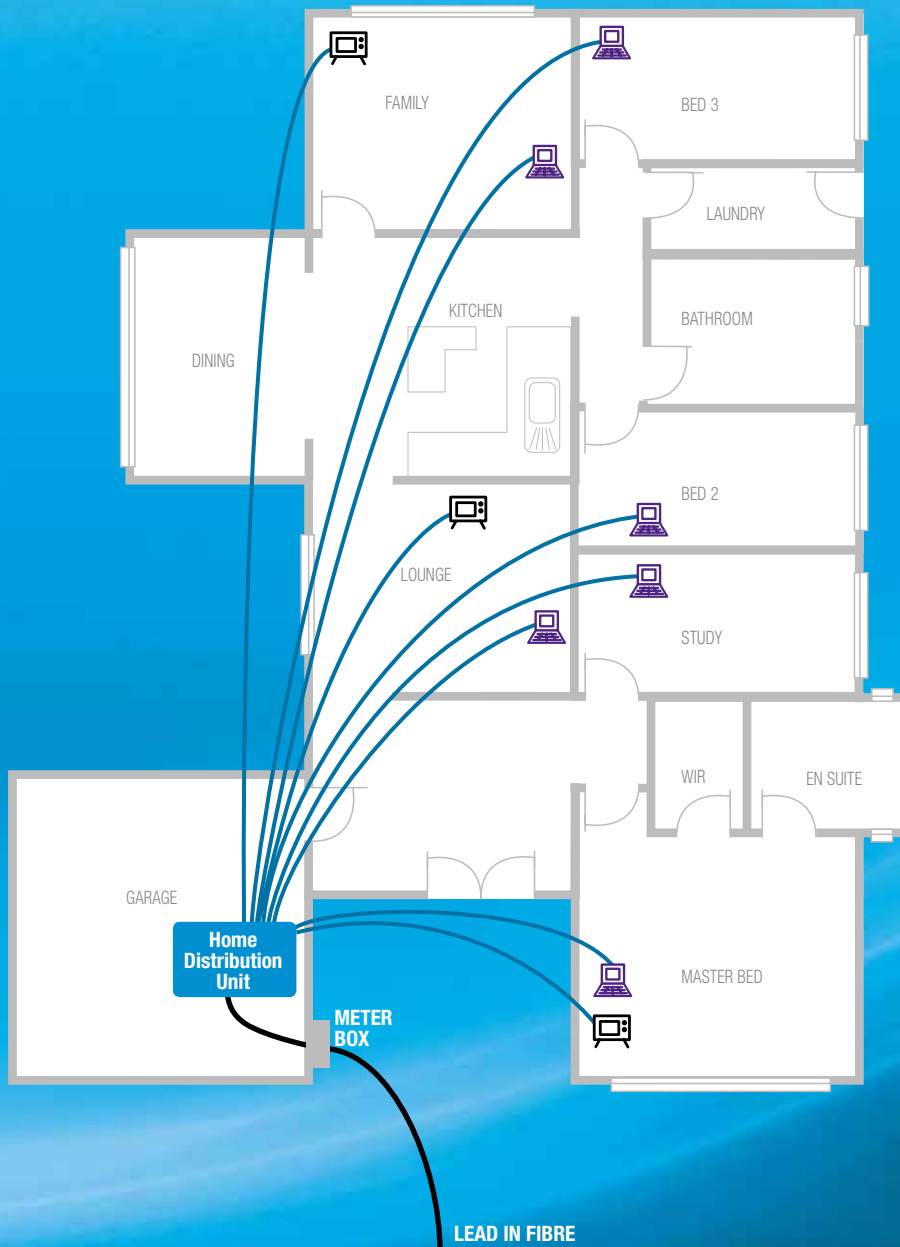 FAMILY
BED 3
LAUNDRY
KITCHEN
BATHROOM
DINING
BED 2
LOUNGE
STUDY
WIR
EN SUITE
GARAGE
Home
Distribution
Unit
MASTER BED
METER
BOX
LEAD IN FIBRE